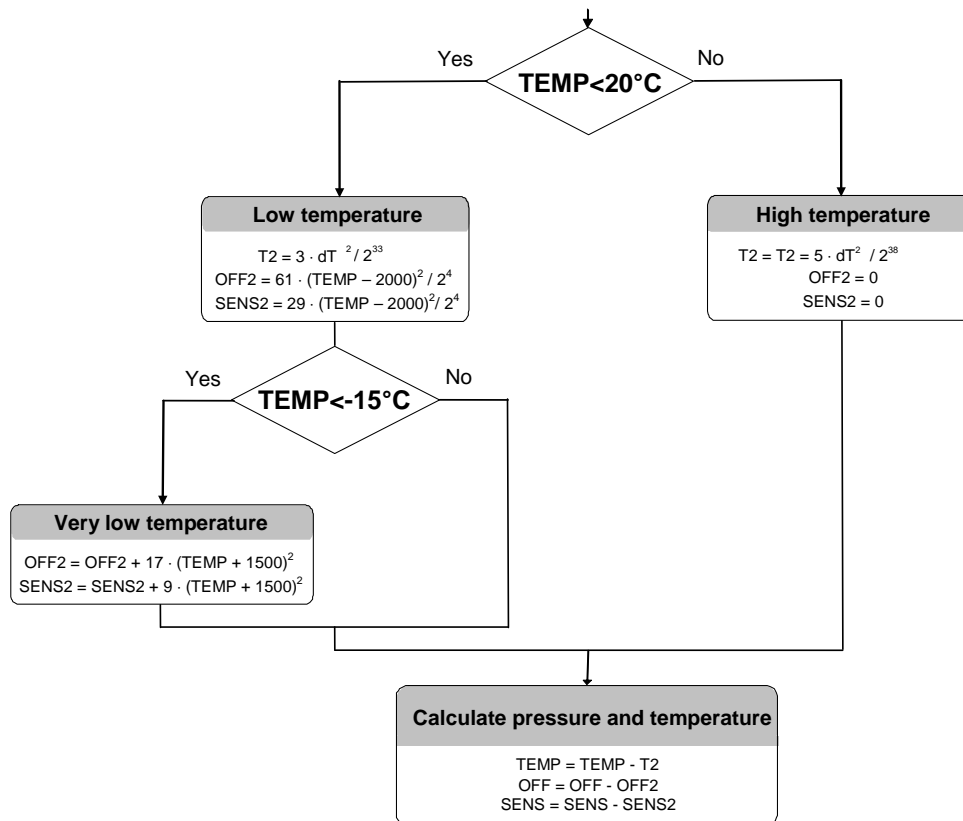 Yes
No
TEMP<20°C
Low temperature
T2 = 3 · dT ² / 2³³
OFF2 = 61 · (TEMP – 2000)² / 2⁴
SENS2 = 29 · (TEMP – 2000)² / 2⁴
High temperature
T2 = T2 = 5 · dT² / 2³⁸
OFF2 = 0
SENS2 = 0
Yes
No
TEMP<-15°C
Very low temperature
OFF2 = OFF2 + 17 · (TEMP + 1500)²
SENS2 = SENS2 + 9 · (TEMP + 1500)²
Calculate pressure and temperature
TEMP = TEMP - T2
OFF = OFF - OFF2
SENS = SENS - SENS2